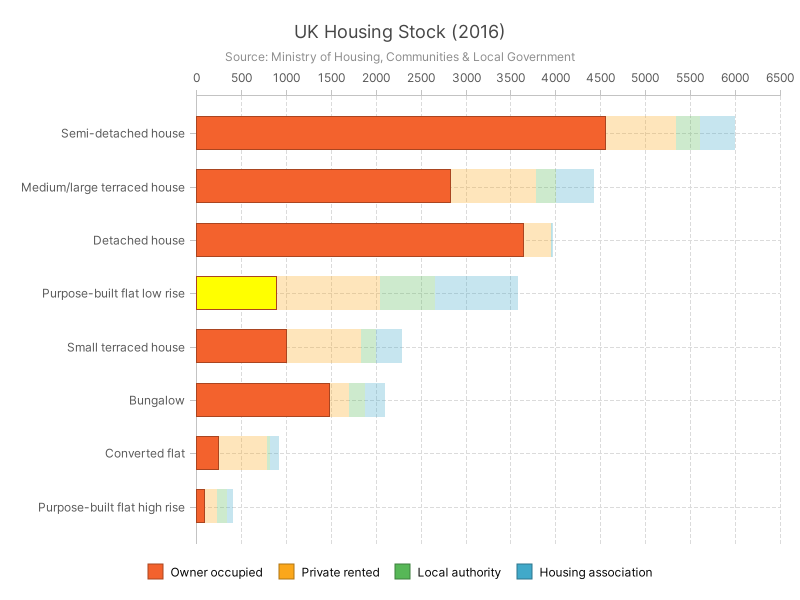 UK Housing Stock (2016)
Source: Ministry of Housing, Communities & Local Government
0 500 1000 1500 2000 2500 3000 3500 4000 4500 5000 5500 6000 6500
Semi-detached house
Medium/large terraced house
Detached house
Purpose-built flat low rise
Small terraced house
Bungalow
Converted flat
Purpose-built flat high rise
Owner occupied Private rented Local authority Housing association